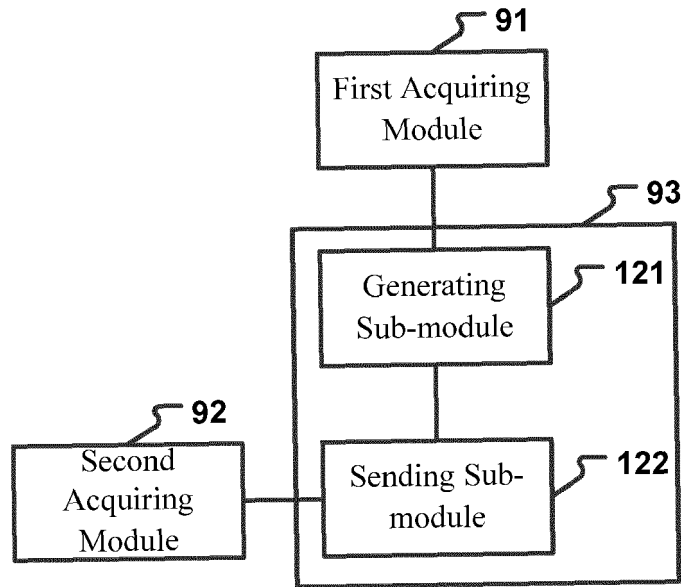 91
First Acquiring
Module
93
Generating
Sub-module
121
92
Second
Acquiring
Module
Sending Sub-
module
122